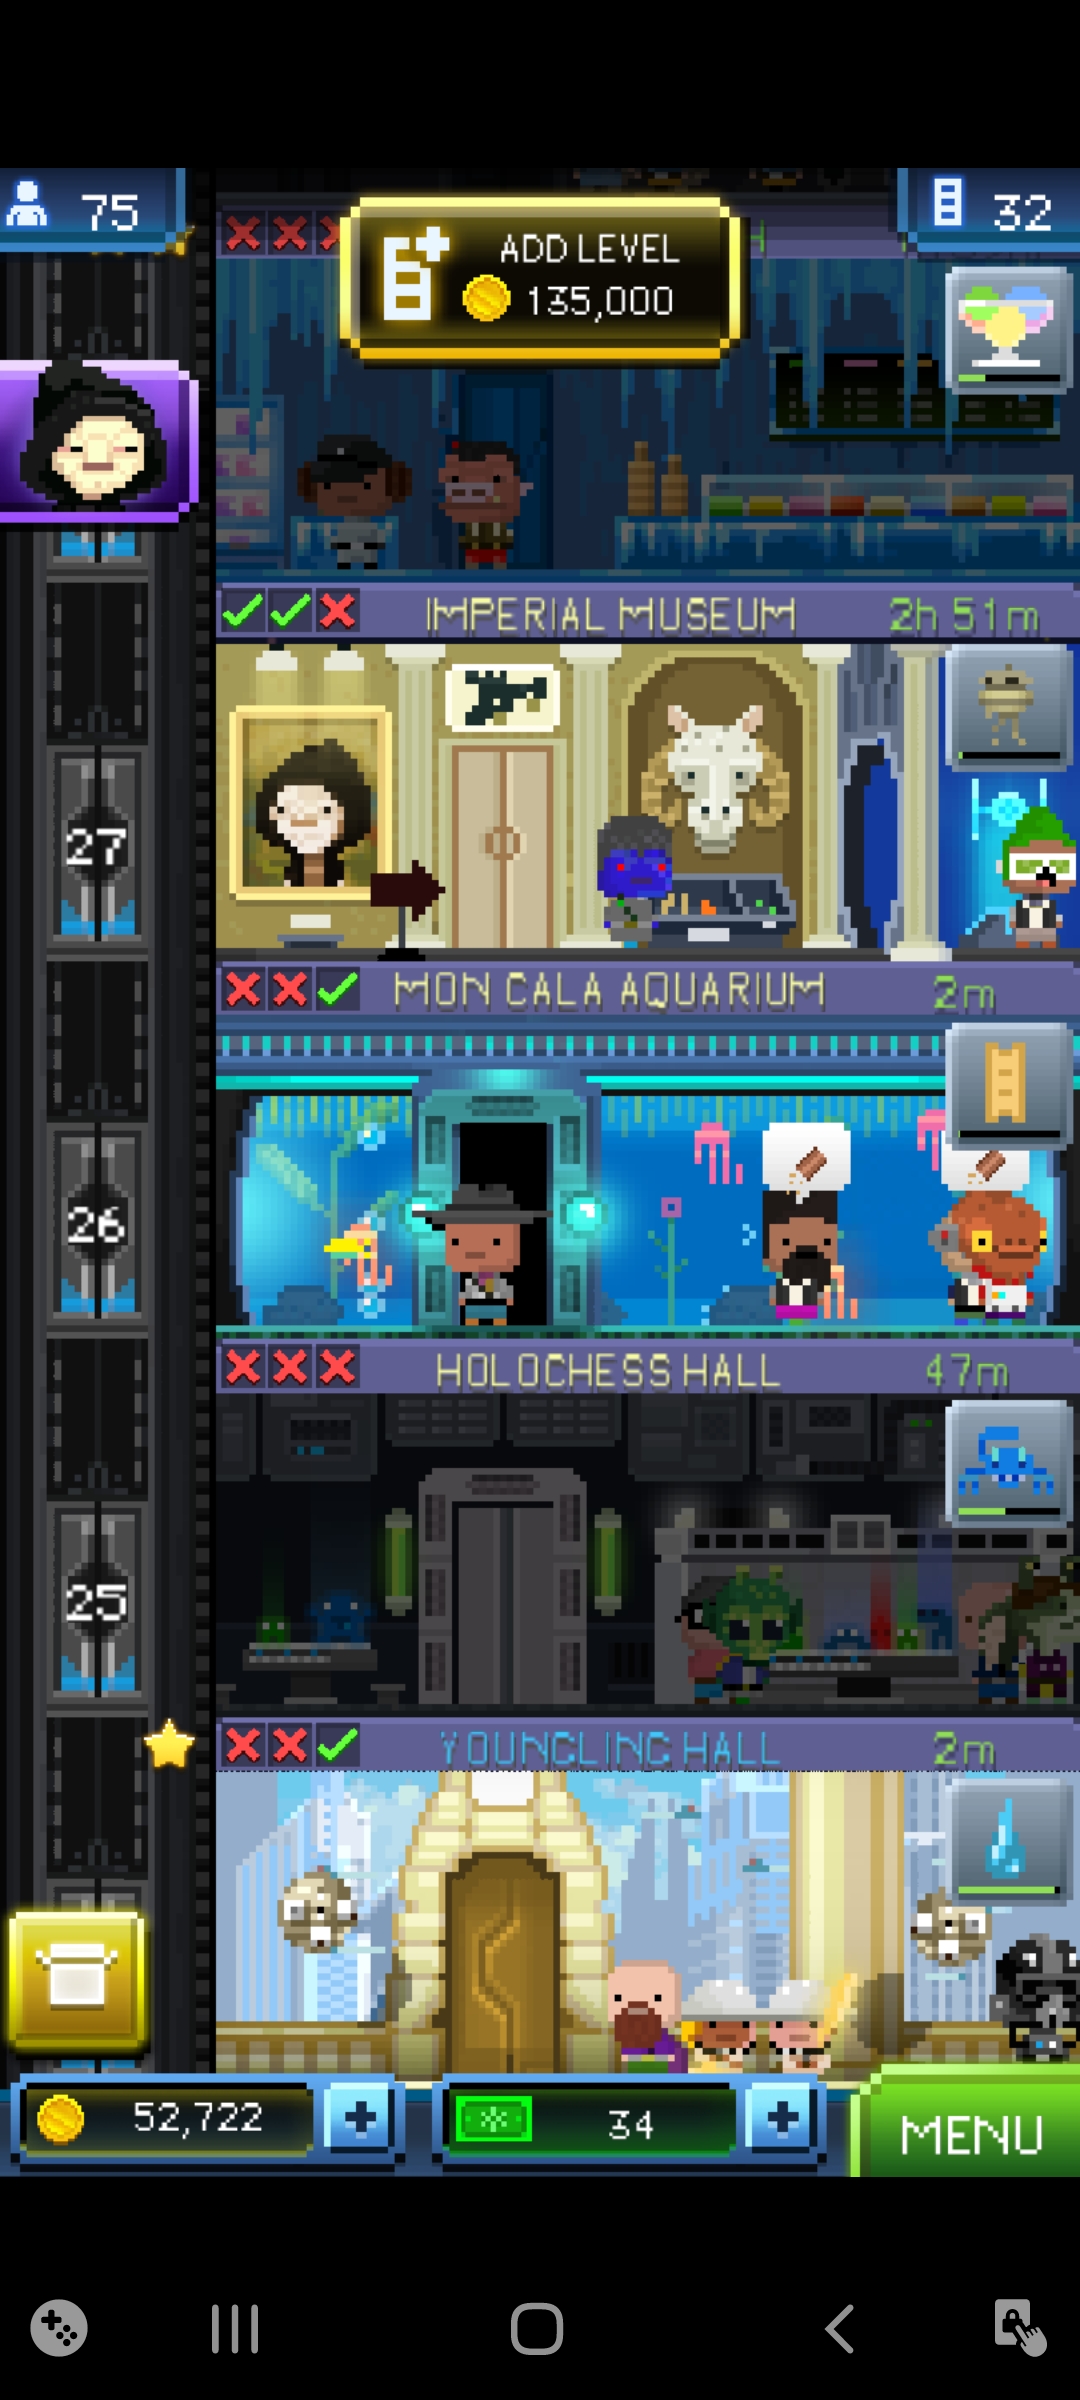 75
32
ADD LEVEL
135,000
IMPERIAL MUSEUM 2h 51m
27
MON CALA AQUARIUM 2m
26
HOLOCHESS HALL 47m
25
YOUNGLING HALL 2m
52,722
34
MENU